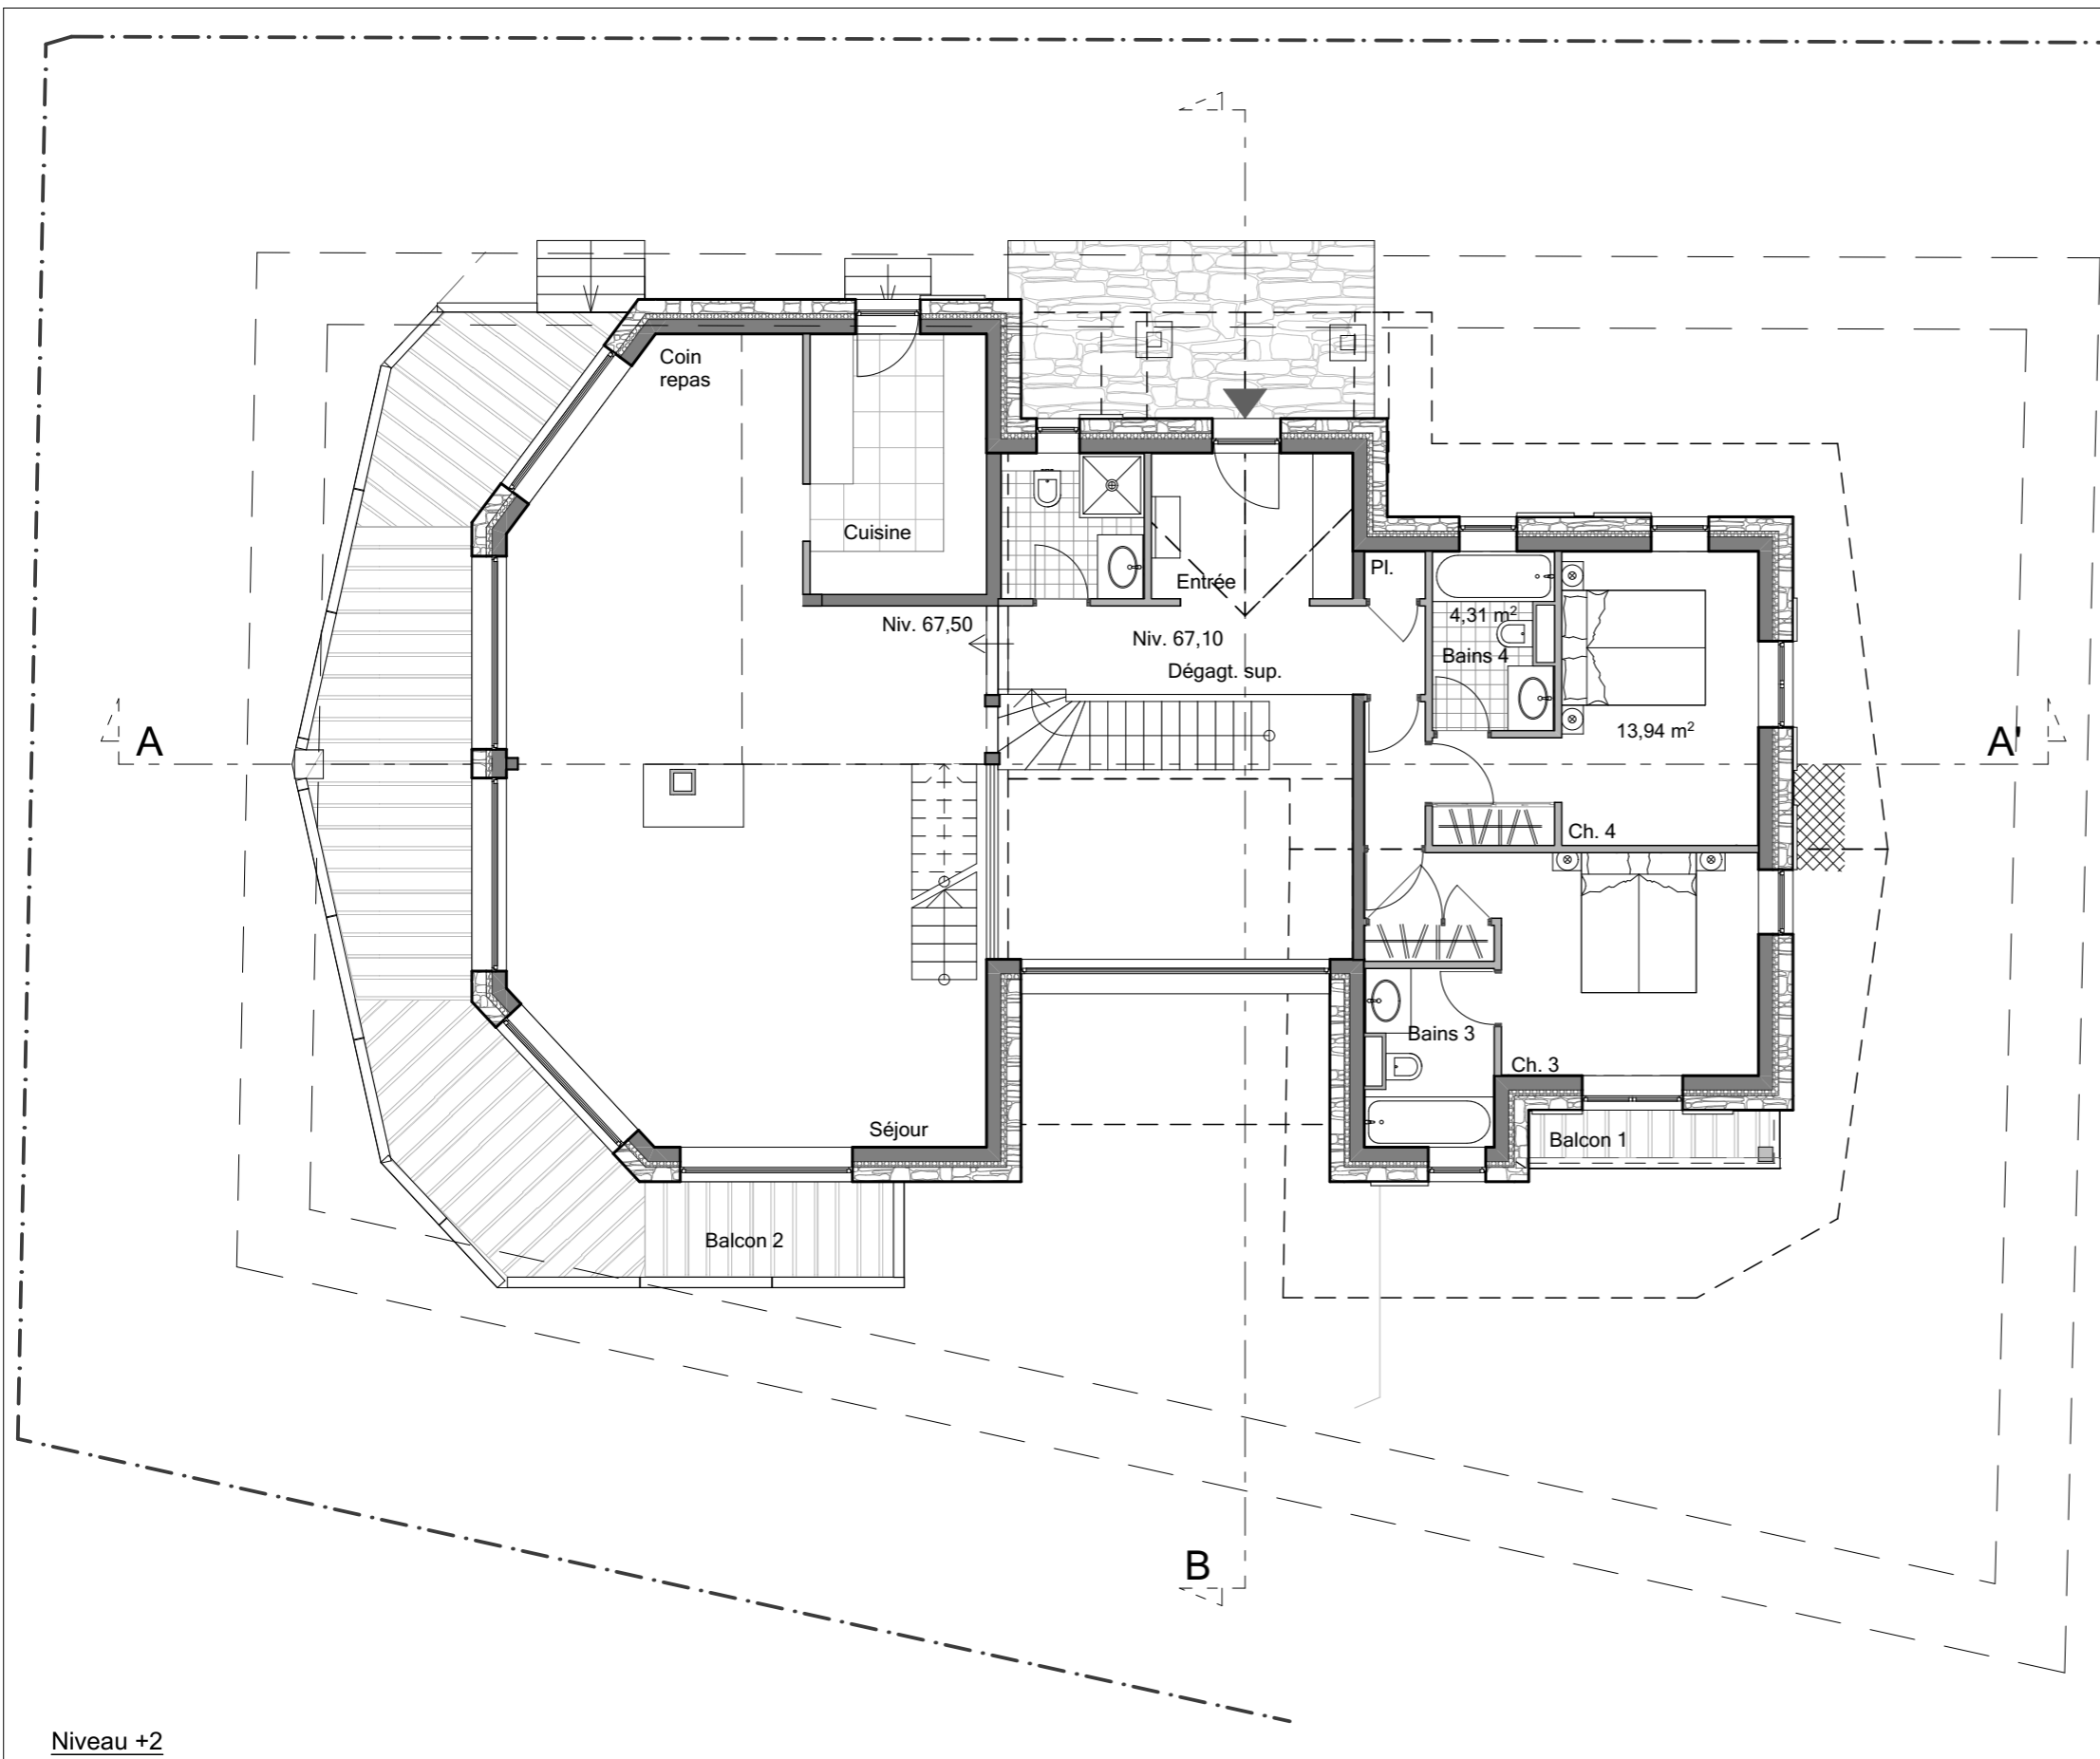 Coin
repas
Cuisine
Entrée
Pl.
4,31 m²
Niv. 67,50
Niv. 67,10
Bains 4
Dégagt. sup.
13,94 m²
A
A'
Ch. 4
Bains 3
Ch. 3
Séjour
Balcon 1
Balcon 2
B
Niveau +2